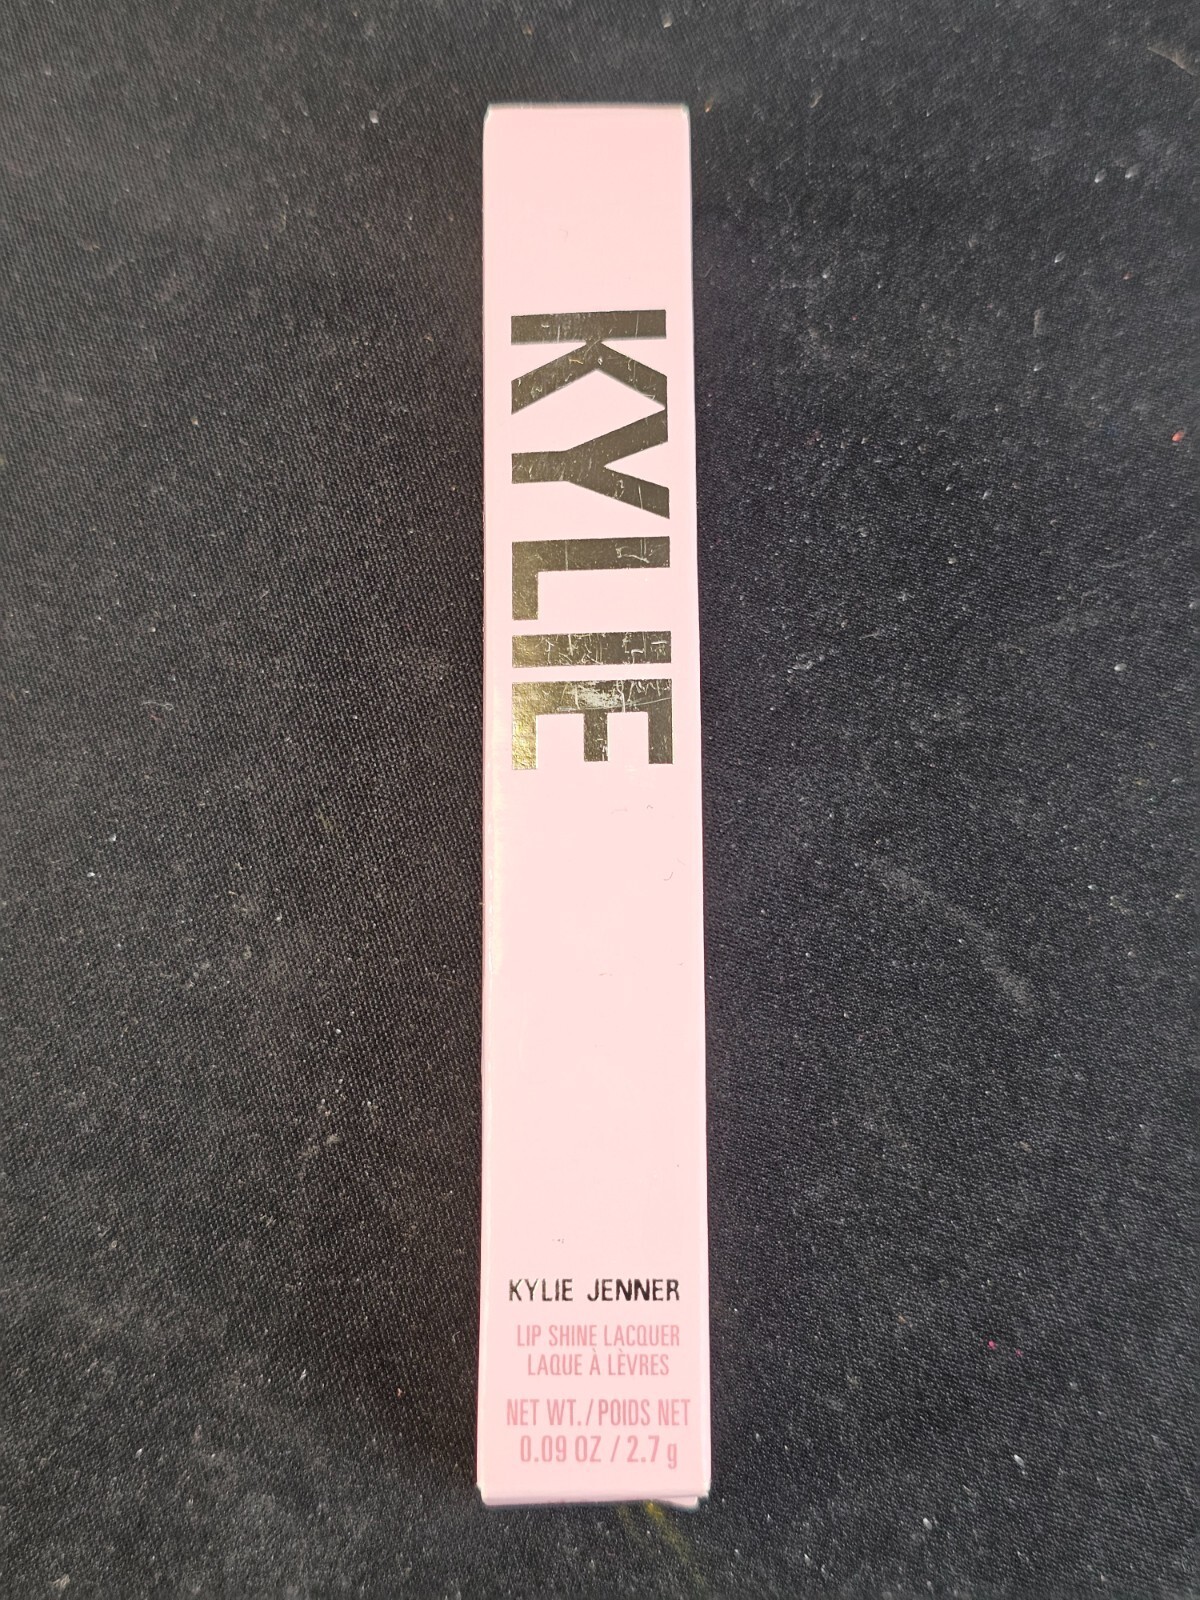 KYLIE
KYLIE JENNER
LIP SHINE LACQUER
LAQUE À LÈVRES
NET WT./POIDS NET
0.09 OZ / 2.7 g